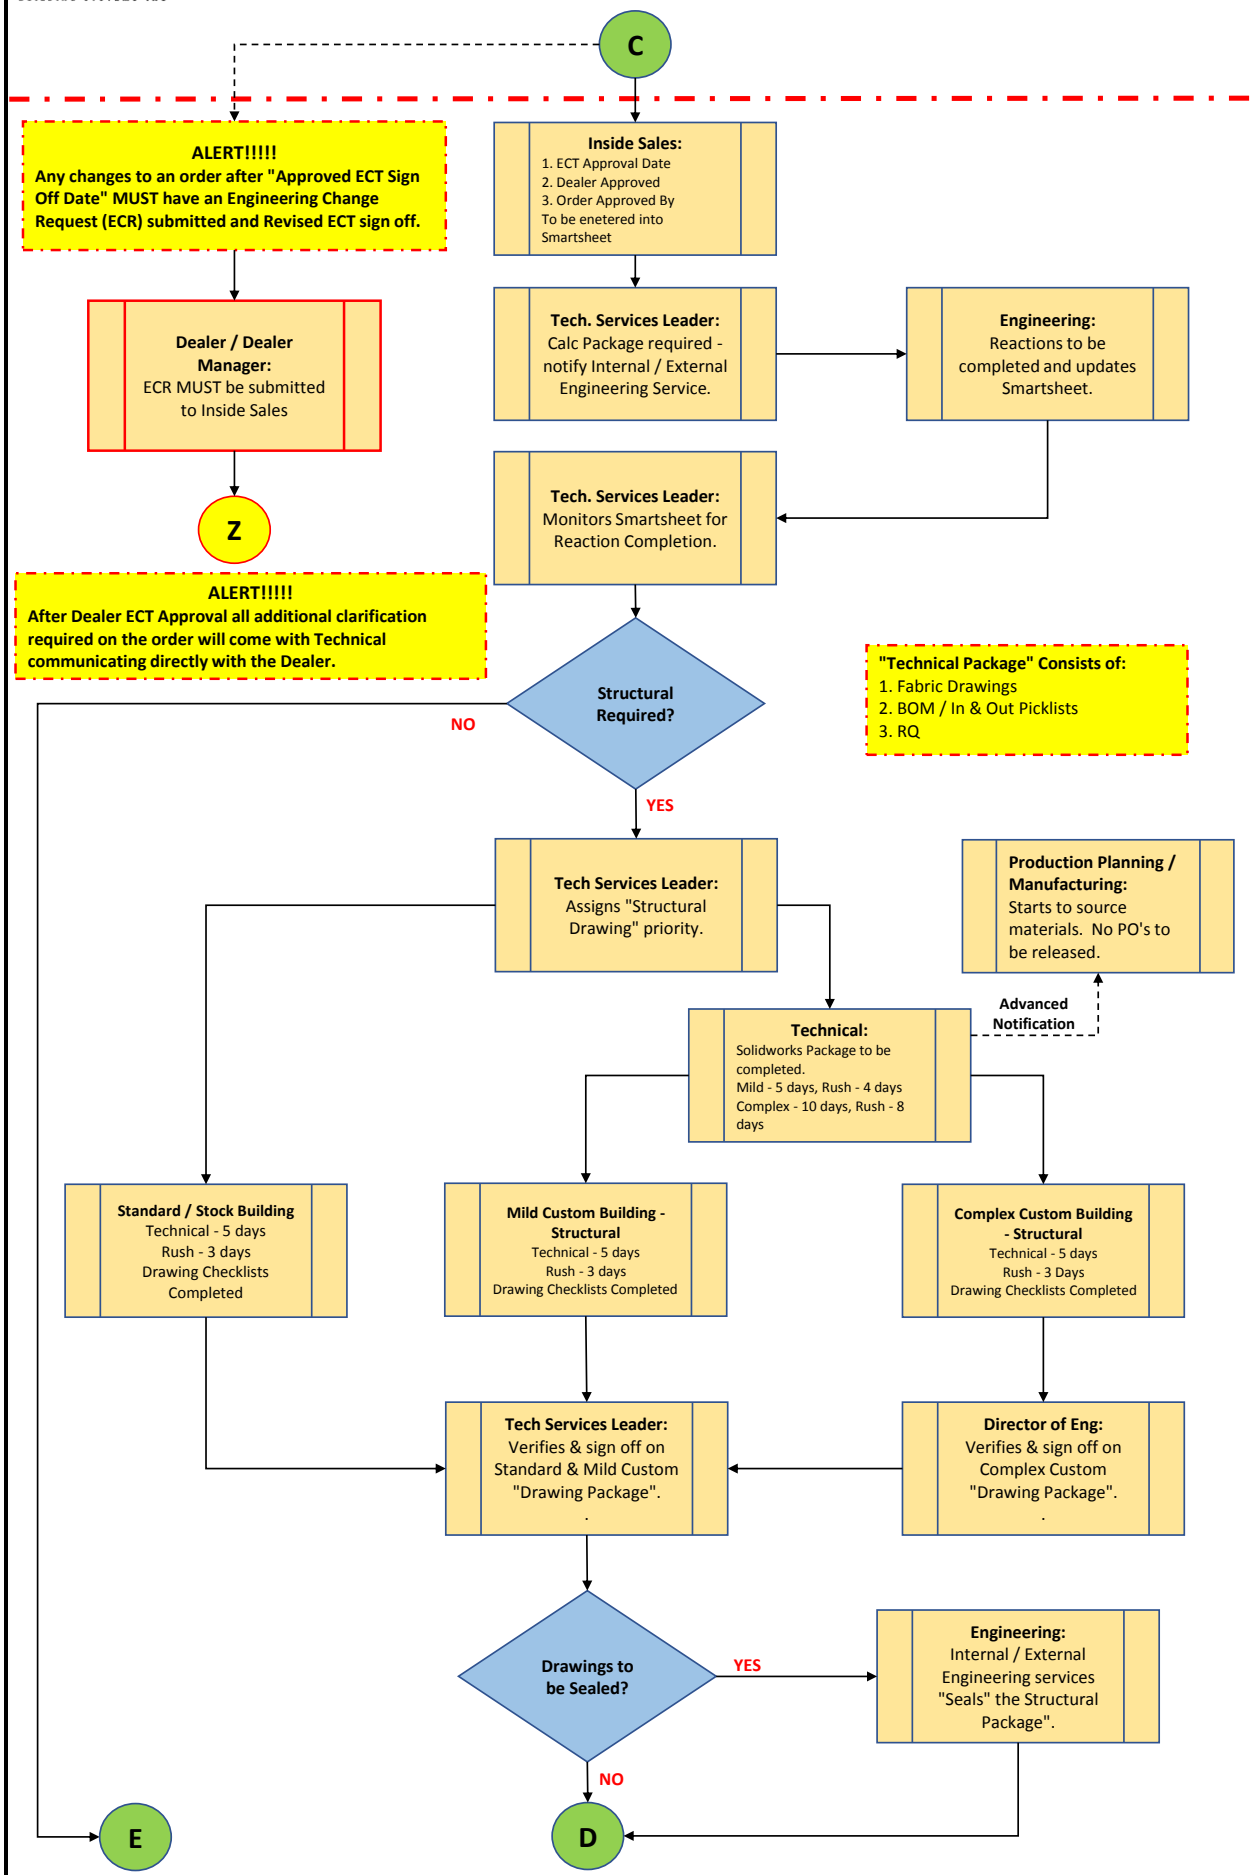 C
ALERT!!!!!
Any changes to an order after "Approved ECT Sign
Off Date" MUST have an Engineering Change
Request (ECR) submitted and Revised ECT sign off.
Inside Sales:
1. ECT Approval Date
2. Dealer Approved
3. Order Approved By
To be enetered into
Smartsheet
Dealer / Dealer
Manager:
ECR MUST be submitted
to Inside Sales
Tech. Services Leader:
Calc Package required -
notify Internal / External
Engineering Service.
Engineering:
Reactions to be
completed and updates
Smartsheet.
Z
Tech. Services Leader:
Monitors Smartsheet for
Reaction Completion.
ALERT!!!!!
After Dealer ECT Approval all additional clarification
required on the order will come with Technical
communicating directly with the Dealer.
Structural
Required?
NO
YES
"Technical Package" Consists of:
1. Fabric Drawings
2. BOM / In & Out Picklists
3. RQ
Tech Services Leader:
Assigns "Structural
Drawing" priority.
Production Planning /
Manufacturing:
Starts to source
materials.  No PO's to
be released.
Advanced
Notification
Technical:
Solidworks Package to be
completed.
Mild - 5 days, Rush - 4 days
Complex - 10 days, Rush - 8
days
Standard / Stock Building
Technical - 5 days
Rush - 3 days
Drawing Checklists
Completed
Mild Custom Building -
Structural
Technical - 5 days
Rush - 3 days
Drawing Checklists Completed
Complex Custom Building
- Structural
Technical - 5 days
Rush - 3 Days
Drawing Checklists Completed
Tech Services Leader:
Verifies & sign off on
Standard & Mild Custom
"Drawing Package".
.
Director of Eng:
Verifies & sign off on
Complex Custom
"Drawing Package".
.
Drawings to
be Sealed?
YES
NO
Engineering:
Internal / External
Engineering services
"Seals" the Structural
Package".
E
D